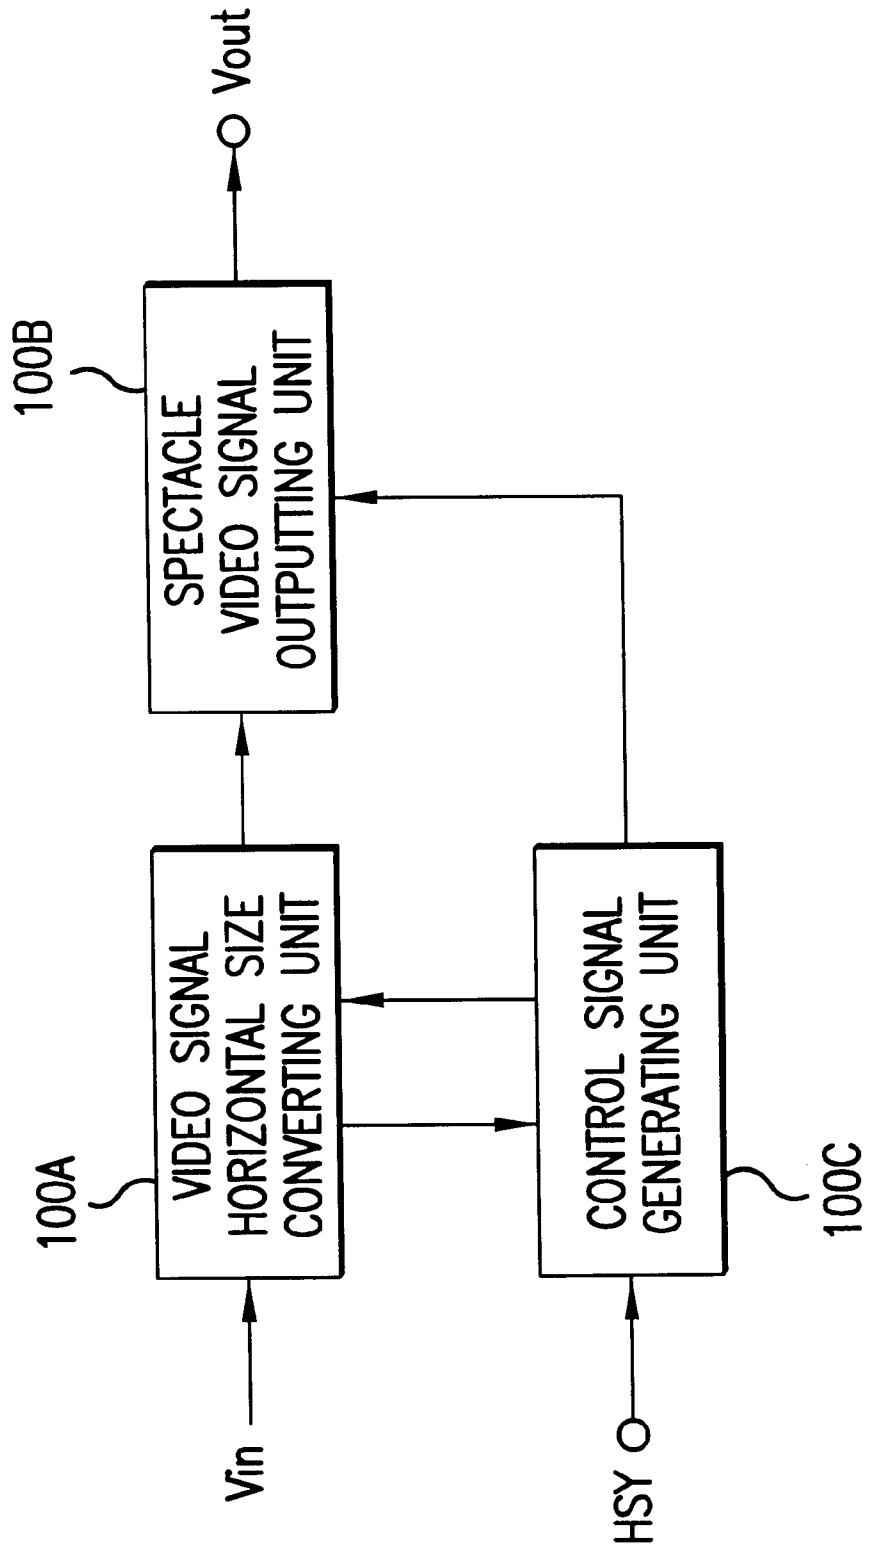 100A
100B
Vin
VIDEO SIGNAL
HORIZONTAL SIZE
CONVERTING UNIT
SPECTACLE
VIDEO SIGNAL
OUTPUTTING UNIT
Vout
HSY
CONTROL SIGNAL
GENERATING UNIT
100C